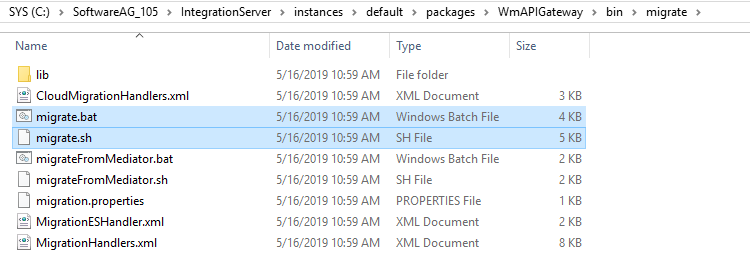 SYS (C:) > SoftwareAG_105 > IntegrationServer > instances > default > packages > WmAPIGateway > bin > migrate >
Name Date modified Type Size
lib 5/16/2019 10:59 AM File folder
CloudMigrationHandlers.xml 5/16/2019 10:59 AM XML Document 3 KB
migrate.bat 5/16/2019 10:59 AM Windows Batch File 4 KB
migrate.sh 5/16/2019 10:59 AM SH File 5 KB
migrateFromMediator.bat 5/16/2019 10:59 AM Windows Batch File 2 KB
migrateFromMediator.sh 5/16/2019 10:59 AM SH File 2 KB
migration.properties 5/16/2019 10:59 AM PROPERTIES File 1 KB
MigrationESHandler.xml 5/16/2019 10:59 AM XML Document 2 KB
MigrationHandlers.xml 5/16/2019 10:59 AM XML Document 8 KB